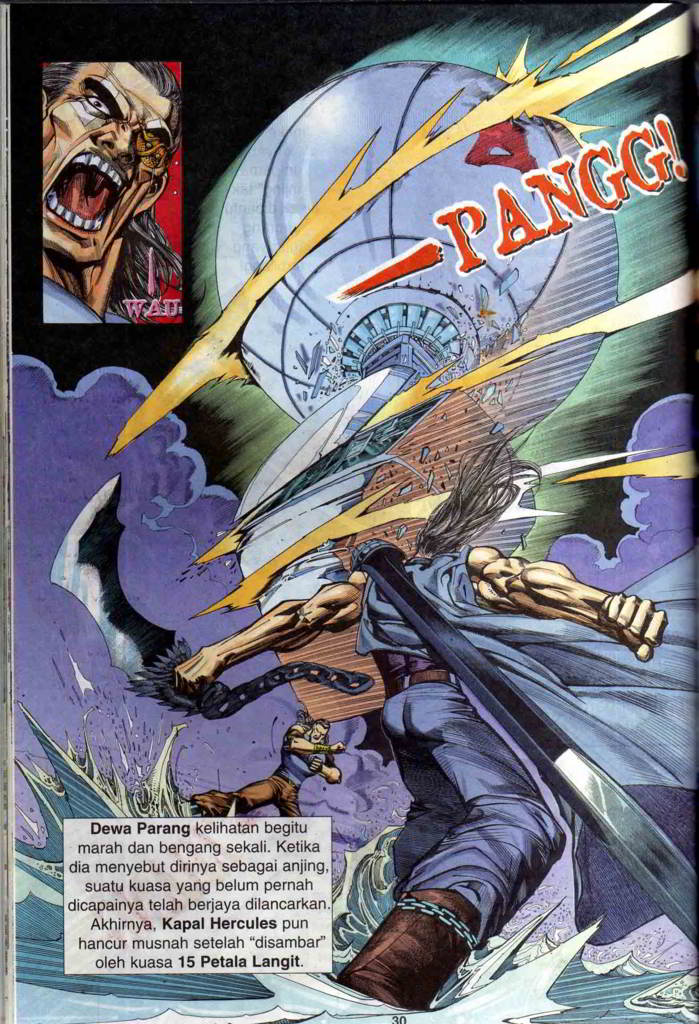 WAU!
PANGG!
Dewa Parang kelihatan begitu
marah dan bengang sekali. Ketika
dia menyebut dirinya sebagai anjing,
suatu kuasa yang belum pernah
dicapainya telah berjaya dilancarkan.
Akhirnya, Kapal Hercules pun
hancur musnah setelah "disambar"
oleh kuasa 15 Petala Langit.
30